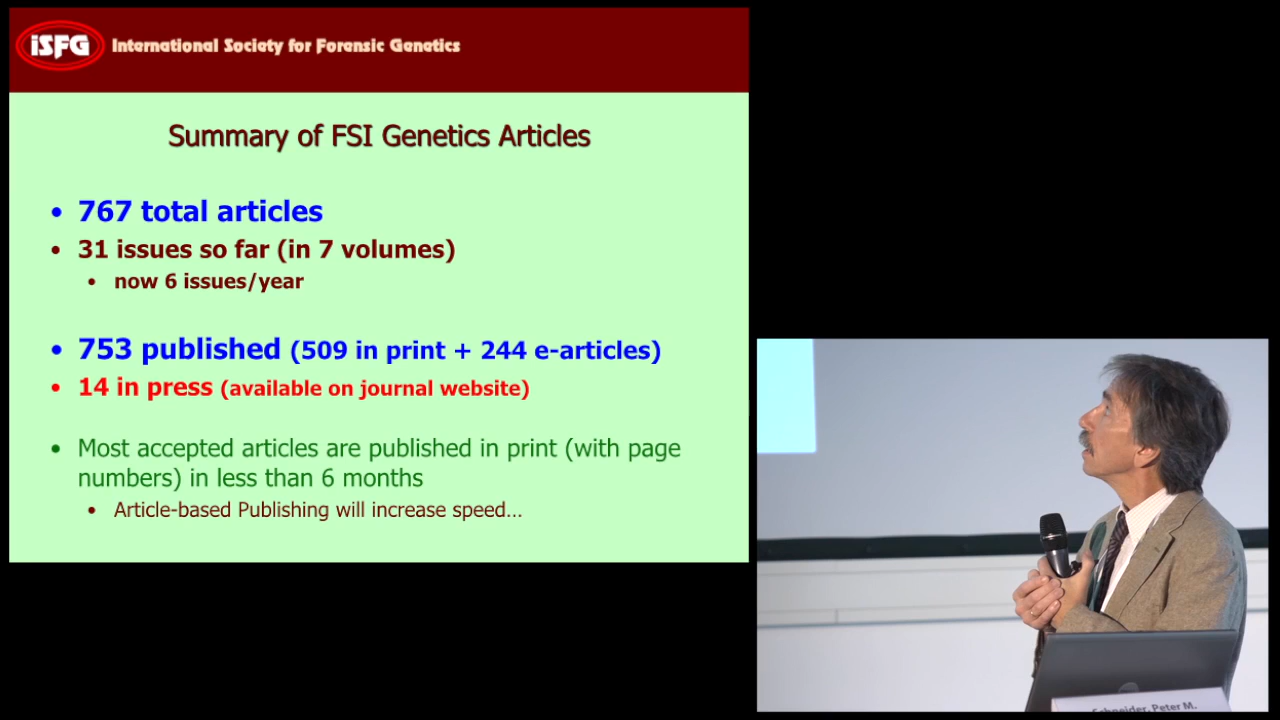 iSFG
International Society for Forensic Genetics
Summary of FSI Genetics Articles
• 767 total articles
• 31 issues so far (in 7 volumes)
• now 6 issues/year
• 753 published (509 in print + 244 e-articles)
• 14 in press (available on journal website)
• Most accepted articles are published in print (with page
numbers) in less than 6 months
• Article-based Publishing will increase speed...
Schneider, Peter M.